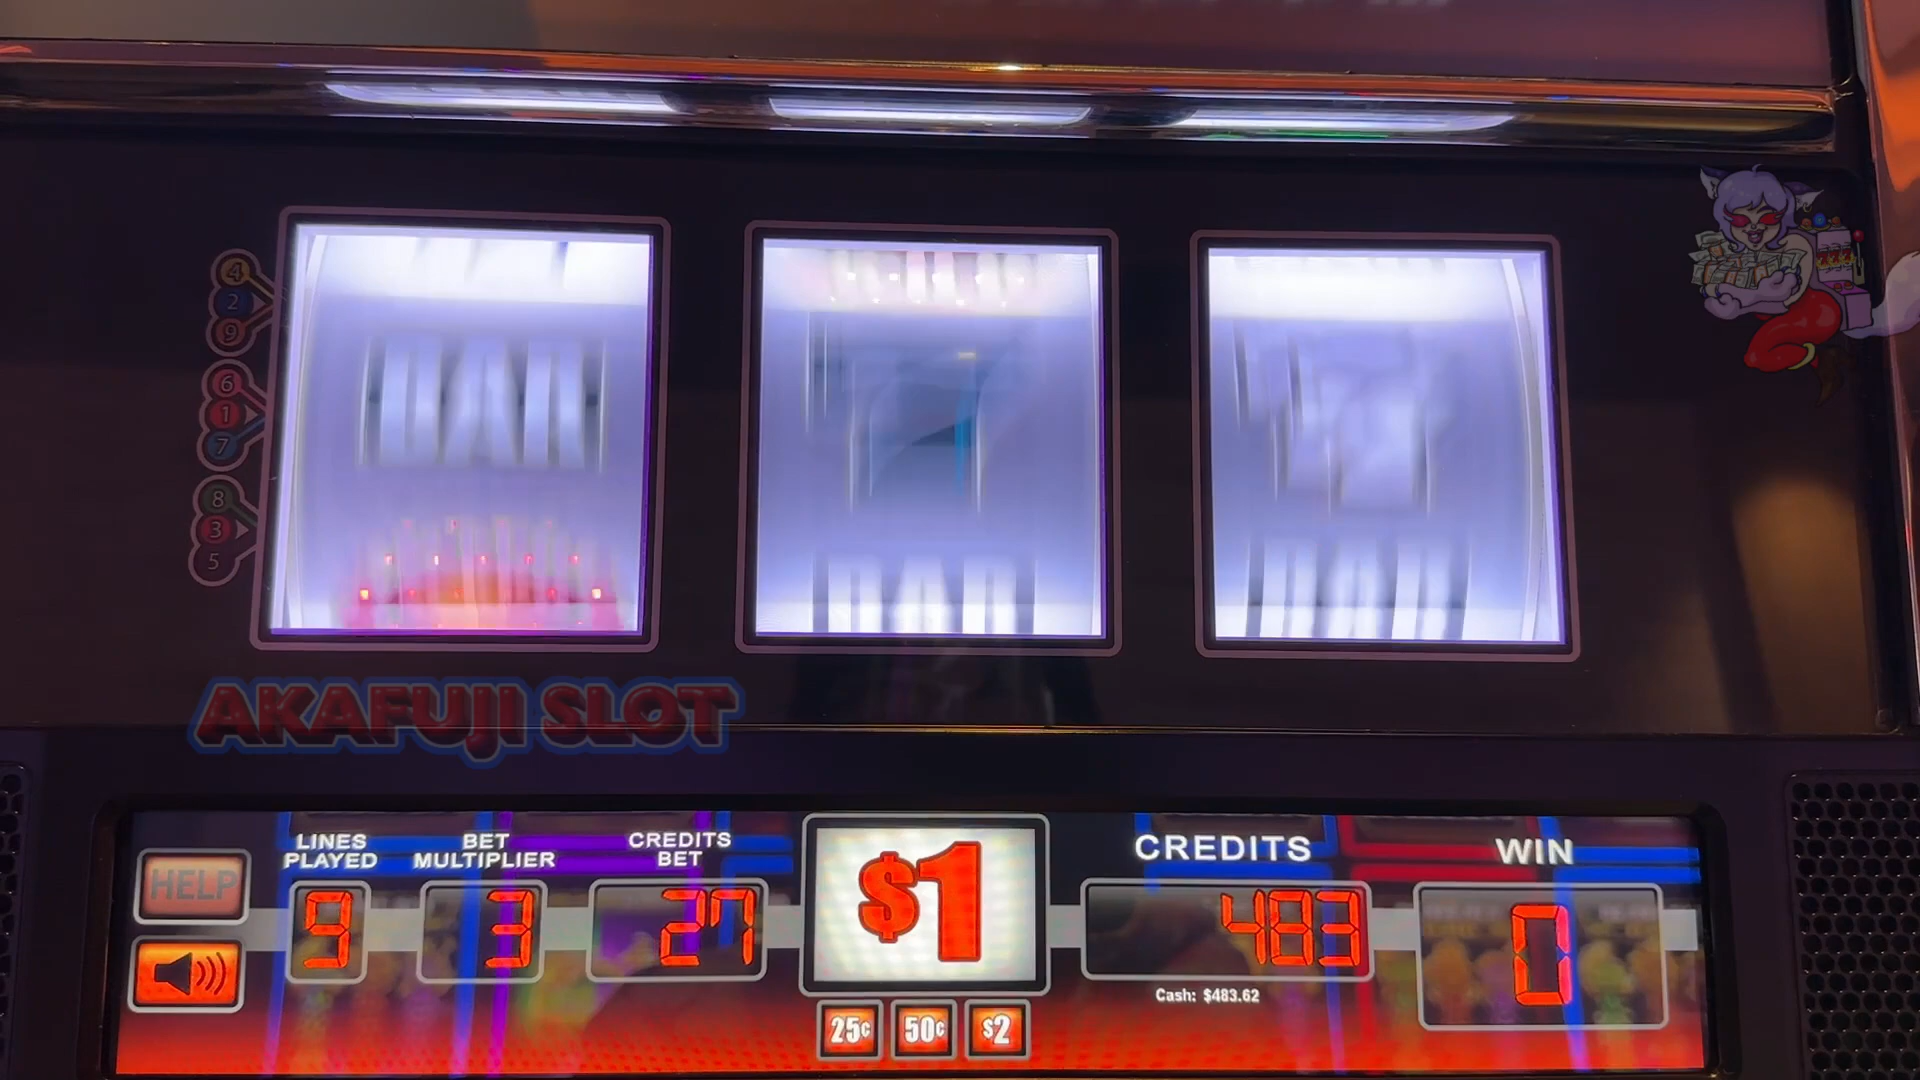 4
2
9
6
1
7
8
3
5
AKAFUJI SLOT
HELP
LINES
PLAYED
9
BET
MULTIPLIER
3
CREDITS
BET
27
$1
25¢
50¢
$2
CREDITS
483
Cash: $483.62
WIN
0